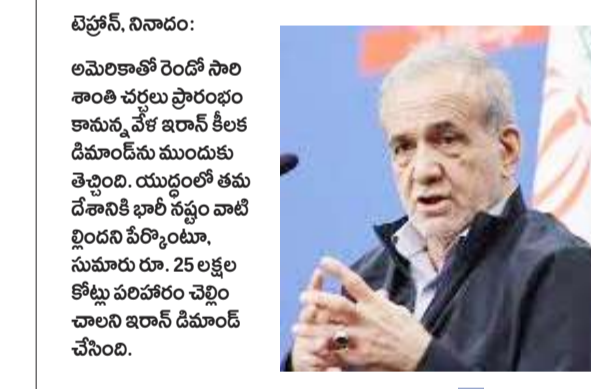 టెహ్రాన్, నినాదం:
అమెరికాతో రెండో సారి
శాంతి చర్చలు ప్రారంభం
కానున్న వేళ ఇరాన్ కీలక
డిమాండ్‌ను ముందుకు
తెచ్చింది. యుద్ధంలో తమ
దేశానికి భారీ నష్టం వాటి
ల్లిందని పేర్కొంటూ,
సుమారు రూ. 25 లక్షల
కోట్లు పరిహారం చెల్లిం
చాలని ఇరాన్ డిమాండ్
చేసింది.